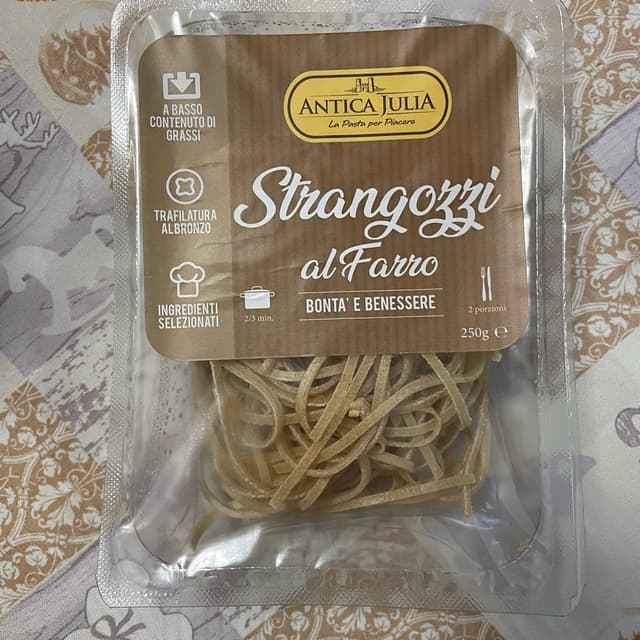 ANTICA JULIA
La Pasta per Piacere
A BASSO
CONTENUTO DI
GRASSI
TRAFILATURA
AL BRONZO
INGREDIENTI
SELEZIONATI
Strangozzi
al Farro
BONTA' E BENESSERE
2/3 min.
2 porzioni
250g ℮